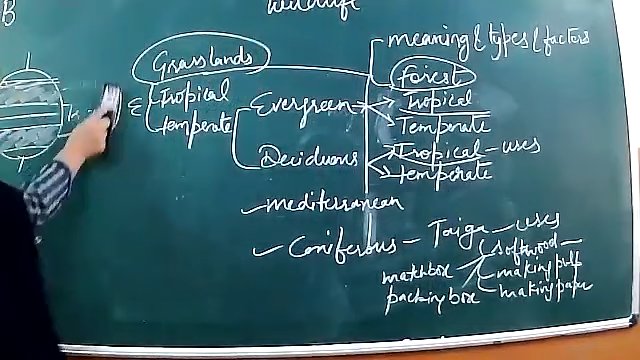 B
Wildlife
meaning & types & factors
Grasslands
Forest
Tropical
Temperate
Evergreen
Tropical
Temperate
Deciduous
Tropical - uses
Temperate
mediterranean
Coniferous - Taiga - uses
softwood -
matchbox
making pulp
packing box
making paper